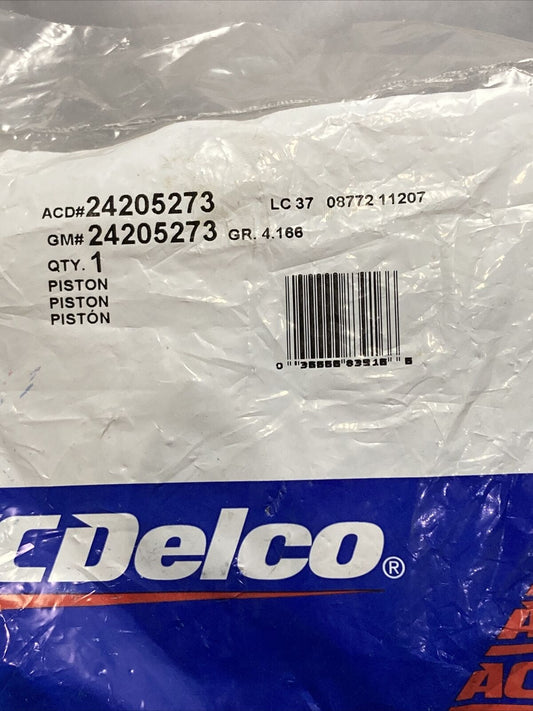 ACD#24205273 LC 37 08772 11207
GM# 24205273 GR. 4.166
QTY. 1
PISTON
PISTON
PISTÓN
CDelco®